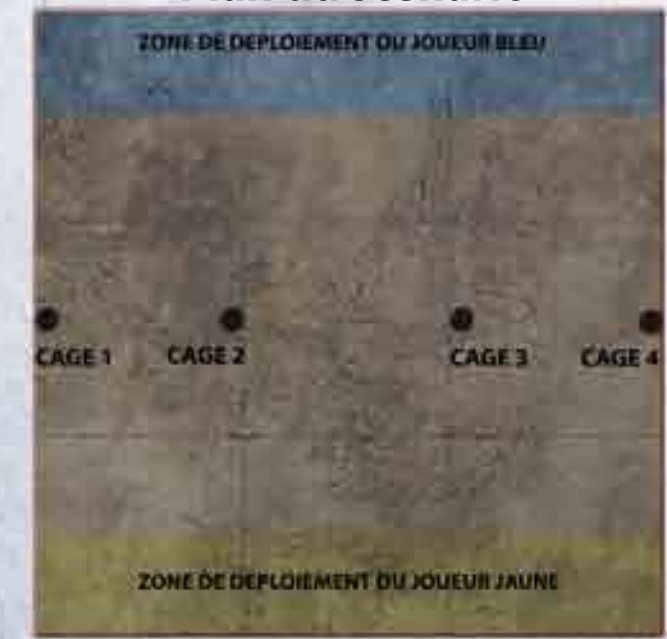 ZONE DE DEPLOIEMENT DU JOUEUR BLEU
CAGE 1 CAGE 2 CAGE 3 CAGE 4
ZONE DE DEPLOIEMENT DU JOUEUR JAUNE